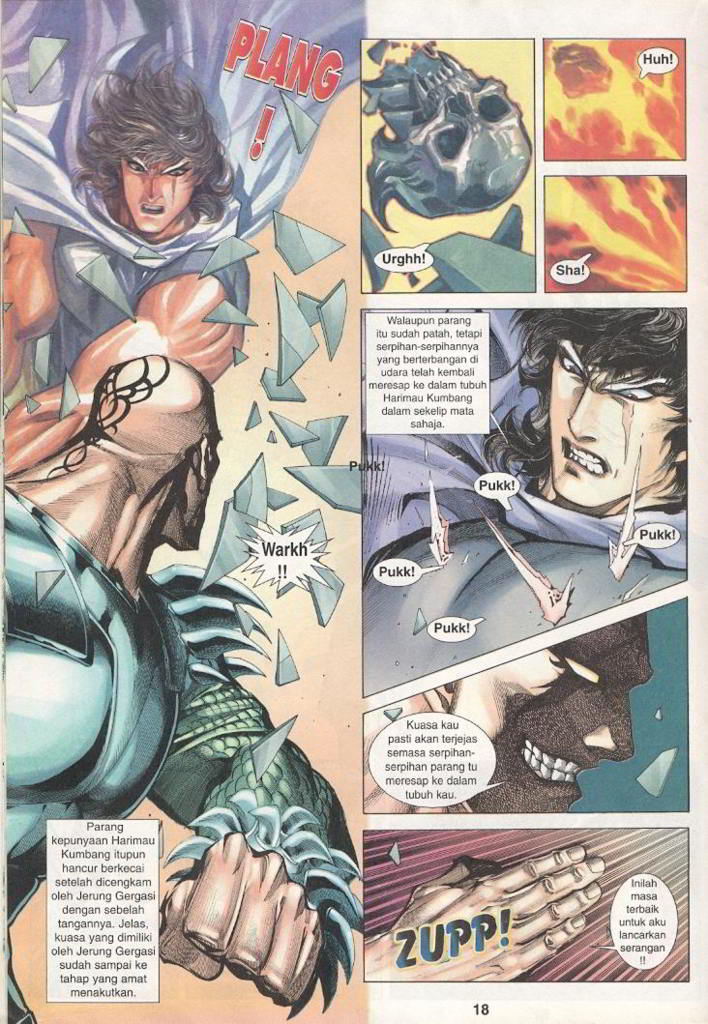 PLANG
!
Warkh
!!
Parang
kepunyaan Harimau
Kumbang itupun
hancur berkecai
setelah dicengkam
oleh Jerung Gergasi
dengan sebelah
tangannya. Jelas,
kuasa yang dimiliki
oleh Jerung Gergasi
sudah sampai ke
tahap yang amat
menakutkan.
Urghh!
Huh!
Sha!
Walaupun parang
itu sudah patah, tetapi
serpihan-serpihannya
yang berterbangan di
udara telah kembali
meresap ke dalam tubuh
Harimau Kumbang
dalam sekelip mata
sahaja.
Pukk!
Pukk!
Pukk!
Pukk!
Pukk!
Kuasa kau
pasti akan terjejas
semasa serpihan-
serpihan parang tu
meresap ke dalam
tubuh kau.
ZUPP!
Inilah
masa
terbaik
untuk aku
lancarkan
serangan
!!
18